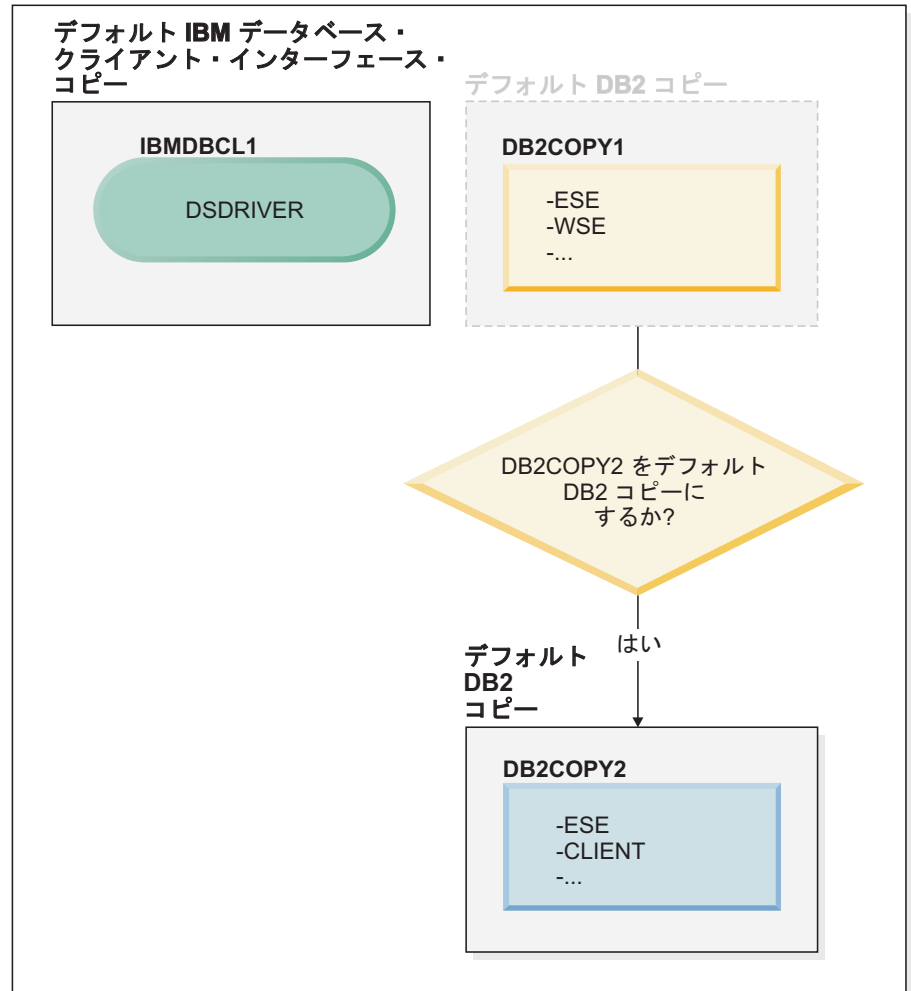 デフォルト IBM データベース・
クライアント・インターフェース・
コピー
IBMDBCL1
DSDRIVER
デフォルト DB2 コピー
DB2COPY1
-ESE
-WSE
-...
DB2COPY2 をデフォルト
DB2 コピーに
するか?
はい
デフォルト
DB2
コピー
DB2COPY2
-ESE
-CLIENT
-...